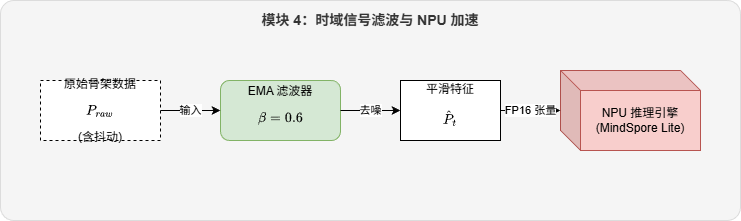 模块 4：时域信号滤波与 NPU 加速
原始骨架数据
P_{raw}
(含抖动)
输入
EMA 滤波器
β = 0.6
去噪
平滑特征
P̂_t
FP16 张量
NPU 推理引擎
(MindSpore Lite)